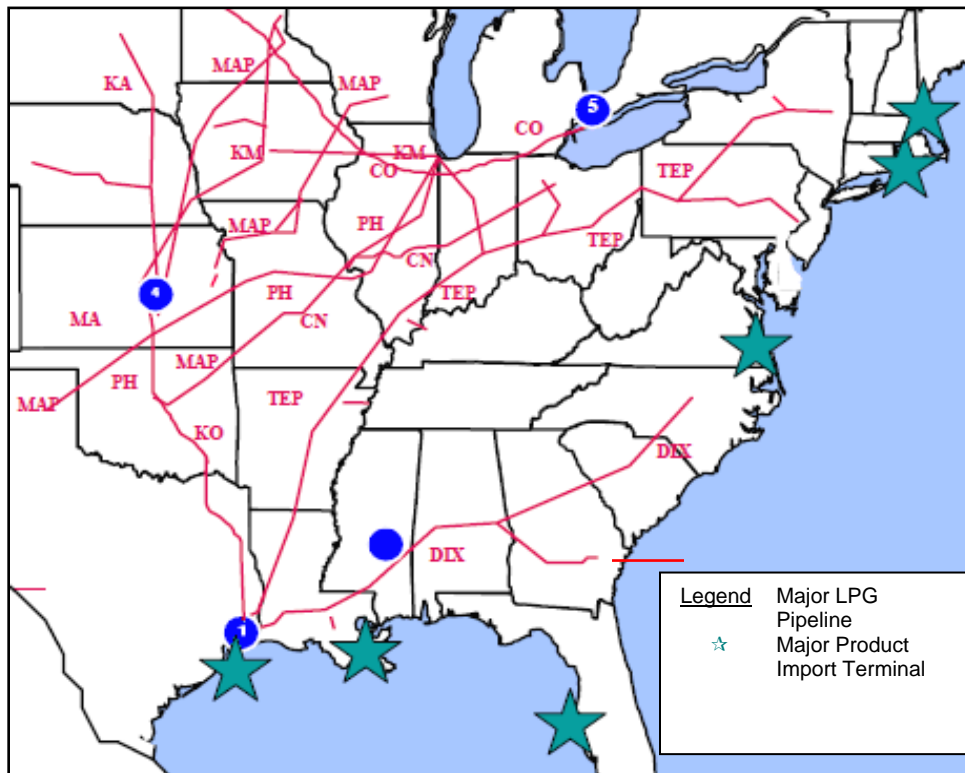 MAP
KA
MAP
5
CO
KM
KM
CO
TEP
PH
MAP
TEP
CN
4
PH
TEP
MA
CN
MAP
PH
MAP
TEP
KO
DIX
DIX
1
Legend Major LPG
Pipeline
Major Product
Import Terminal